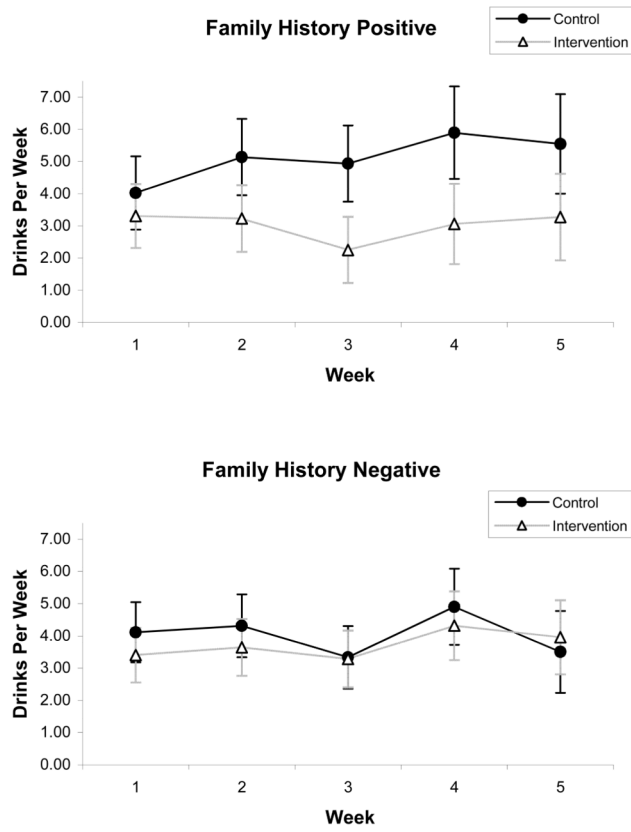 Family History Positive
Control
Intervention
7.00
6.00
5.00
4.00
3.00
2.00
1.00
0.00
Drinks Per Week
1 2 3 4 5
Week
Family History Negative
Control
Intervention
7.00
6.00
5.00
4.00
3.00
2.00
1.00
0.00
Drinks Per Week
1 2 3 4 5
Week